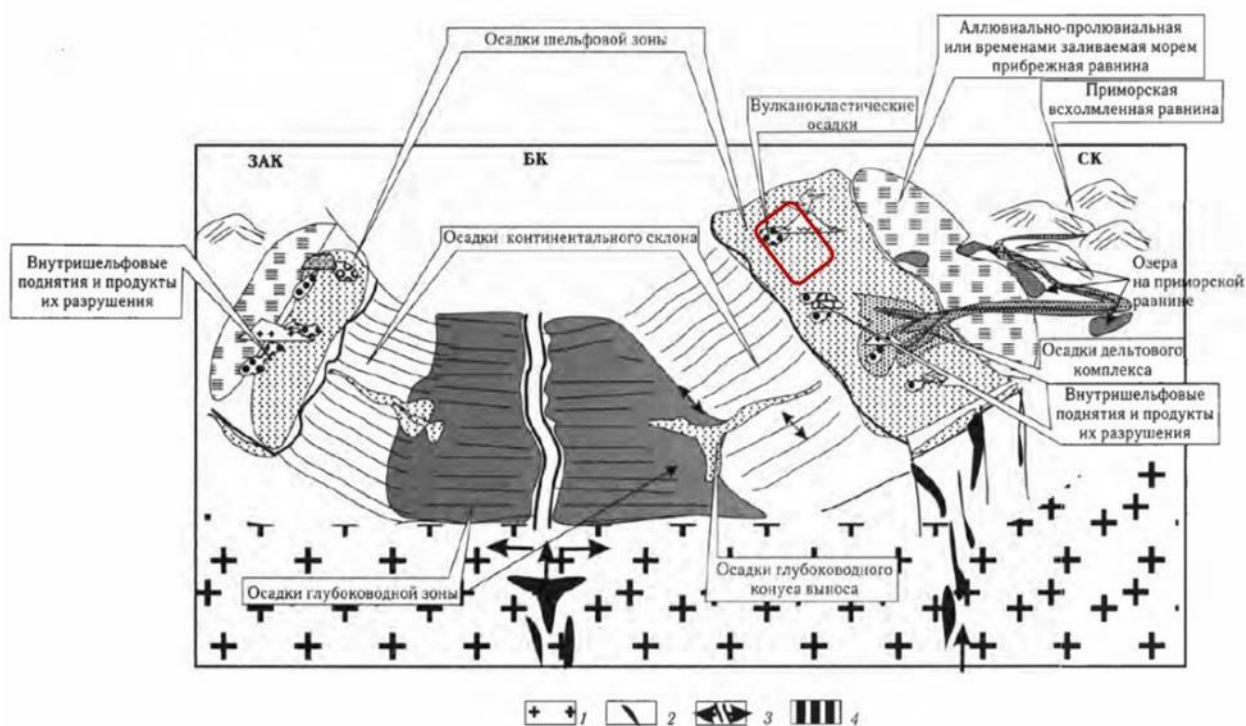 Осадки шельфовой зоны
Аллювиально-пролювиальная
или временами заливаемая морем
прибрежная равнина
Приморская
всхолмленная равнина
Вулканокластические
осадки
ЗАК
БК
СК
Внутришельфовые
поднятия и продукты
их разрушения
Осадки континентального склона
Озера
на приморской
равнине
Осадки дельтового
комплекса
Внутришельфовые
поднятия и продукты
их разрушения
Осадки глубоководной зоны
Осадки глубоководного
конуса выноса
1
2
3
4